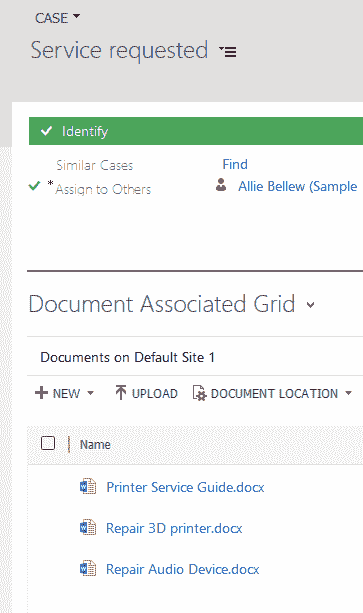 CASE
Service requested
Identify
Similar Cases Find
* Assign to Others Allie Bellew (Sample
Document Associated Grid
Documents on Default Site 1
NEW UPLOAD DOCUMENT LOCATION
Name
Printer Service Guide.docx
Repair 3D printer.docx
Repair Audio Device.docx